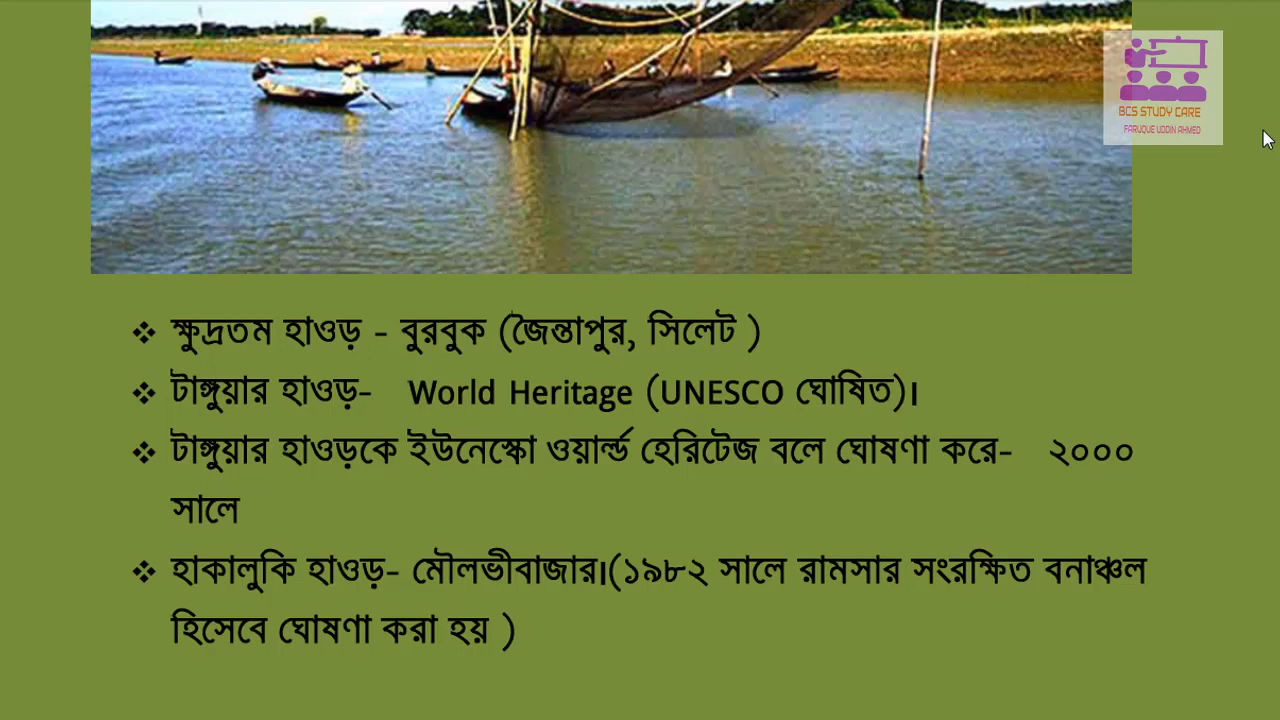 BCS STUDY CARE
FARUQUE UDDIN AHMED
❖ ক্ষুদ্রতম হাওড় - বুরবুক (জৈন্তাপুর, সিলেট )
❖ টাঙ্গুয়ার হাওড়- World Heritage (UNESCO ঘোষিত)।
❖ টাঙ্গুয়ার হাওড়কে ইউনেস্কো ওয়ার্ল্ড হেরিটেজ বলে ঘোষণা করে- ২০০০
সালে
❖ হাকালুকি হাওড়- মৌলভীবাজার।(১৯৮২ সালে রামসার সংরক্ষিত বনাঞ্চল
হিসেবে ঘোষণা করা হয় )